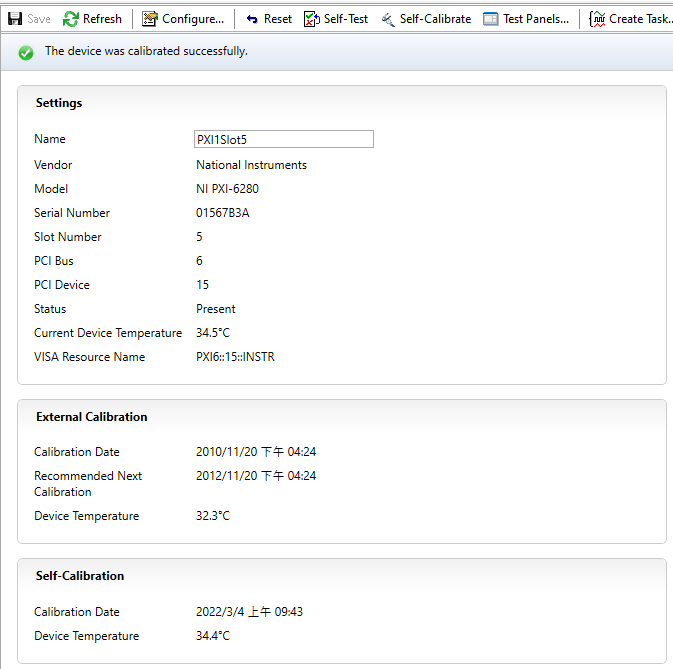 Save Refresh Configure... Reset Self-Test Self-Calibrate Test Panels... Create Task..
The device was calibrated successfully.
Settings
Name PXI1Slot5
Vendor National Instruments
Model NI PXI-6280
Serial Number 01567B3A
Slot Number 5
PCI Bus 6
PCI Device 15
Status Present
Current Device Temperature 34.5°C
VISA Resource Name PXI6::15::INSTR
External Calibration
Calibration Date 2010/11/20 下午 04:24
Recommended Next 2012/11/20 下午 04:24
Calibration
Device Temperature 32.3°C
Self-Calibration
Calibration Date 2022/3/4 上午 09:43
Device Temperature 34.4°C